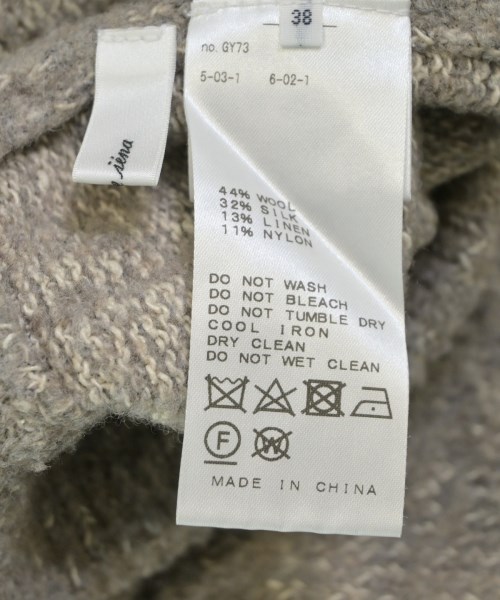 38
no. GY73
5-03-1 6-02-1
44% WOOL
32% SILK
13% LINEN
11% NYLON
DO NOT WASH
DO NOT BLEACH
DO NOT TUMBLE DRY
COOL IRON
DRY CLEAN
DO NOT WET CLEAN
F W
MADE IN CHINA